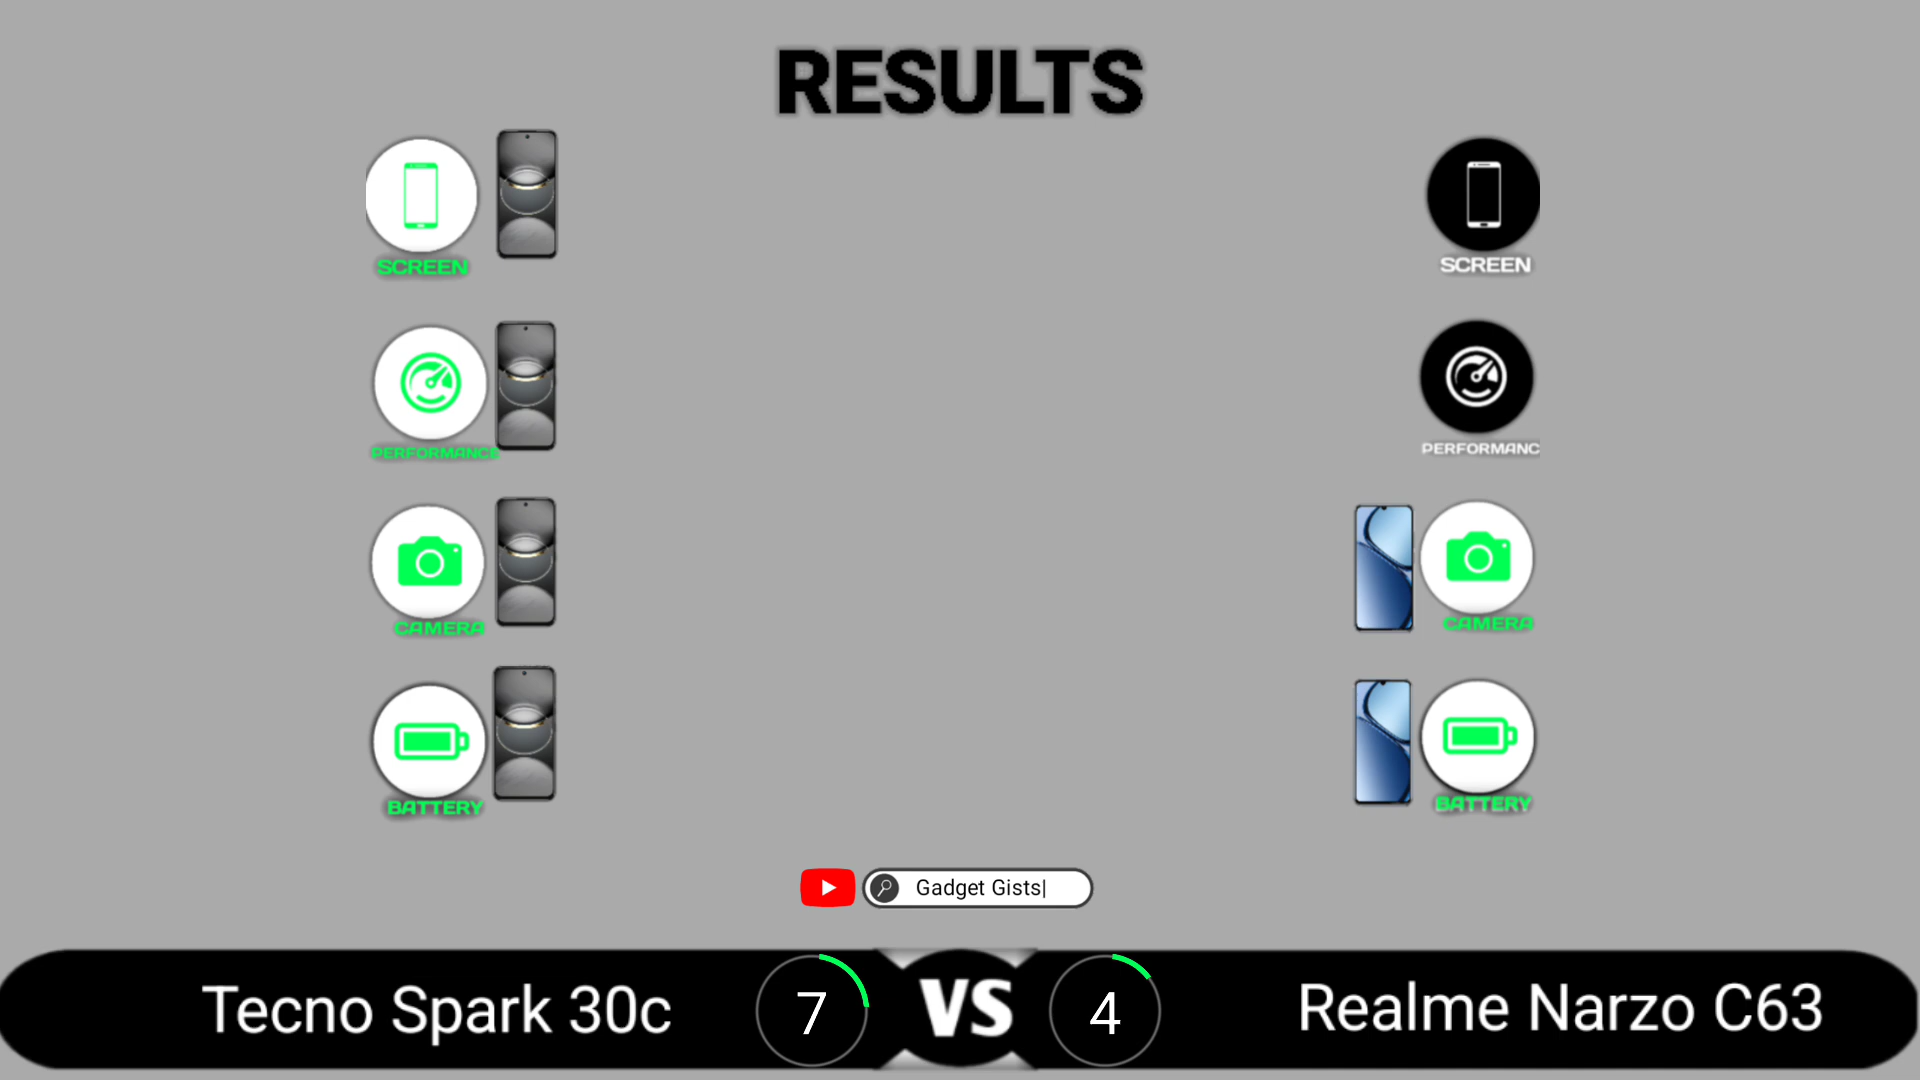 RESULTS
SCREEN
SCREEN
PERFORMANCE
PERFORMANC
CAMERA
CAMERA
BATTERY
BATTERY
Gadget Gists|
Tecno Spark 30c
7
VS
4
Realme Narzo C63